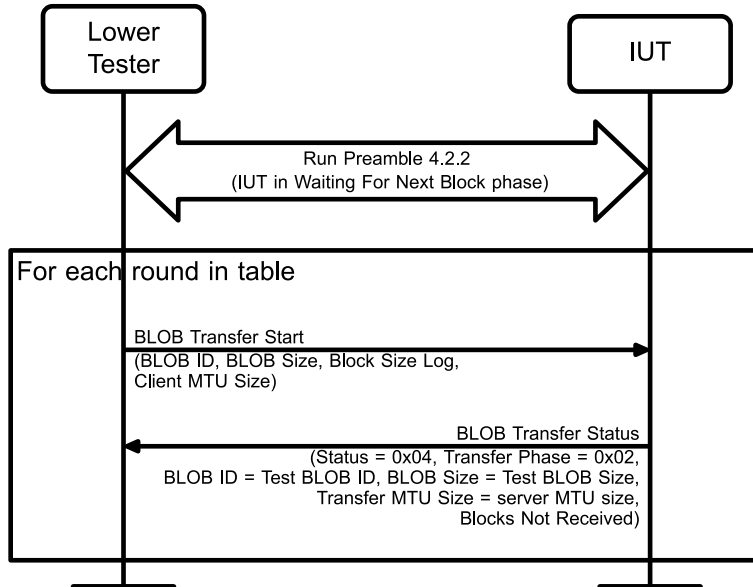 Lower
Tester
IUT
Run Preamble 4.2.2
(IUT in Waiting For Next Block phase)
For each round in table
BLOB Transfer Start
(BLOB ID, BLOB Size, Block Size Log,
Client MTU Size)
BLOB Transfer Status
(Status = 0x04, Transfer Phase = 0x02,
BLOB ID = Test BLOB ID, BLOB Size = Test BLOB Size,
Transfer MTU Size = server MTU size,
Blocks Not Received)